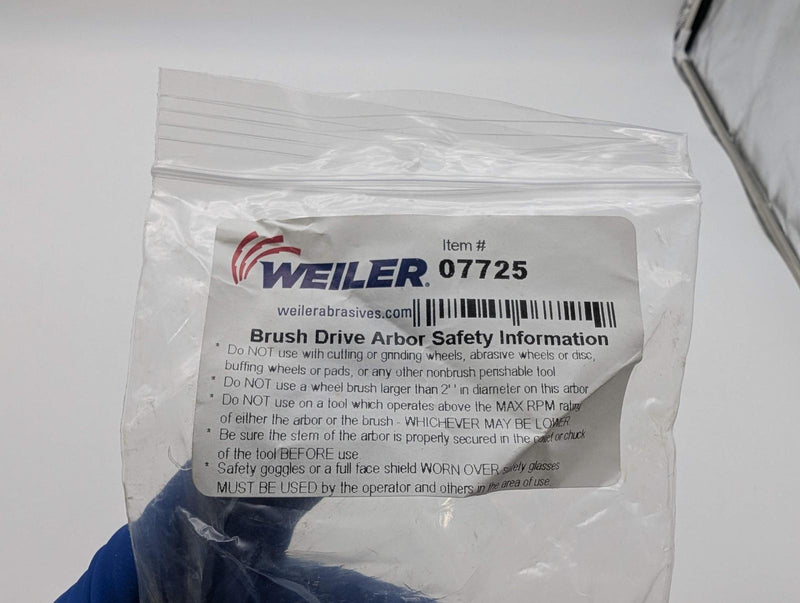 Item #
WEILER® 07725
weilerabrasives.com
Brush Drive Arbor Safety Information
* Do NOT use with cutting or grinding wheels, abrasive wheels or disc,
buffing wheels or pads, or any other nonbrush perishable tool
* Do NOT use a wheel brush larger than 2'' in diameter on this arbor
* Do NOT use on a tool which operates above the MAX RPM rating
of either the arbor or the brush - WHICHEVER MAY BE LOWER
* Be sure the stem of the arbor is properly secured in the collet or chuck
of the tool BEFORE use.
* Safety goggles or a full face shield WORN OVER safety glasses
MUST BE USED by the operator and others in the area of use.